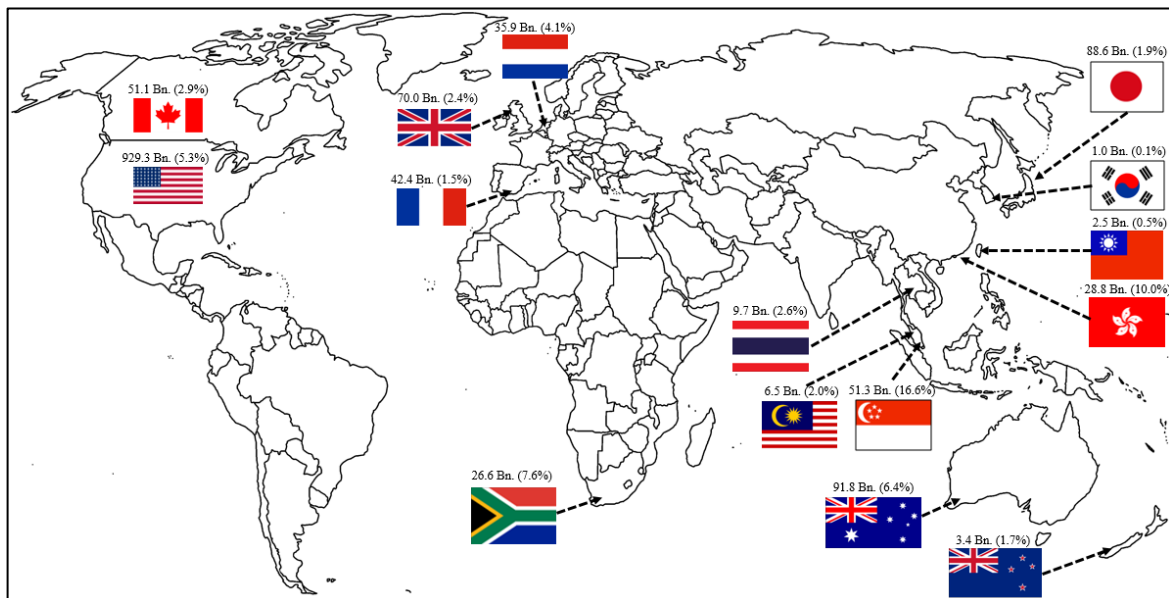 35.9 Bn. (4.1%)
88.6 Bn. (1.9%)
51.1 Bn. (2.9%)
70.0 Bn. (2.4%)
1.0 Bn. (0.1%)
929.3 Bn. (5.3%)
42.4 Bn. (1.5%)
2.5 Bn. (0.5%)
28.8 Bn. (10.0%)
9.7 Bn. (2.6%)
6.5 Bn. (2.0%)
51.3 Bn. (16.6%)
26.6 Bn. (7.6%)
91.8 Bn. (6.4%)
3.4 Bn. (1.7%)